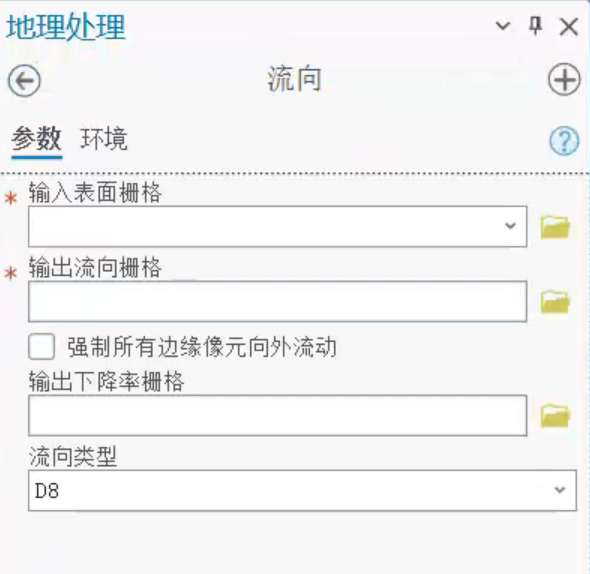 地理处理
流向
参数 环境
* 输入表面栅格
* 输出流向栅格
强制所有边缘像元向外流动
输出下降率栅格
流向类型
D8